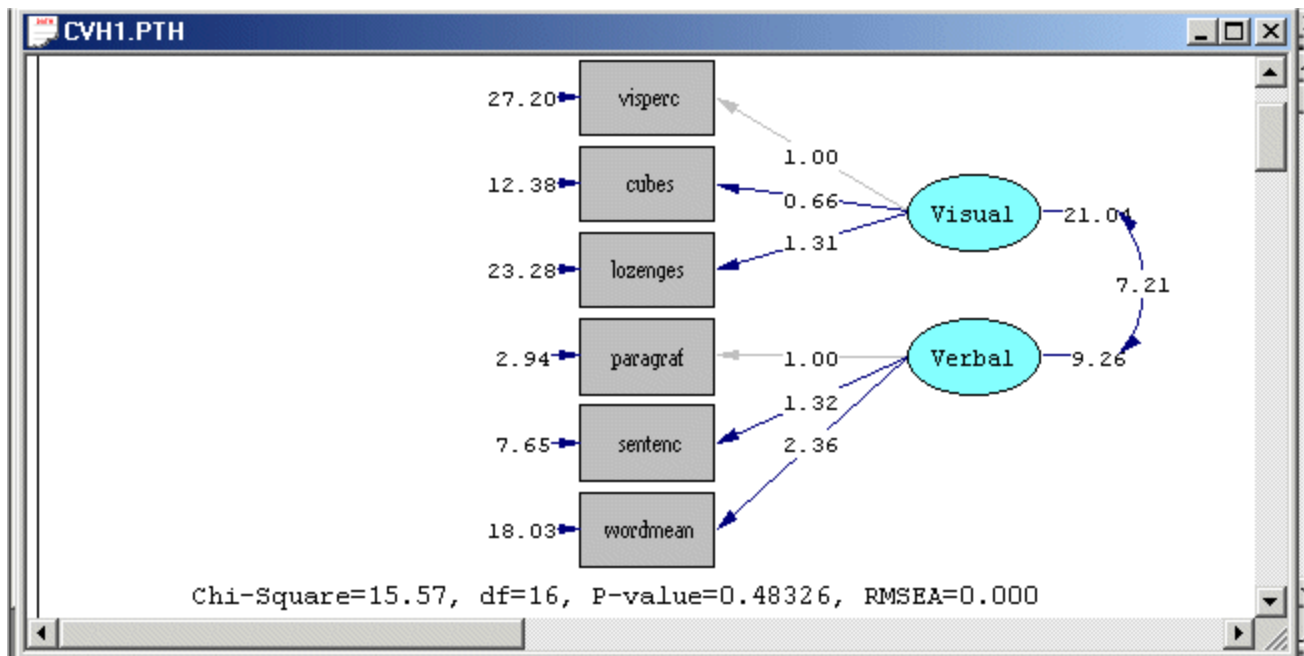 CVH1.PTH
27.20 visperc
1.00
12.38 cubes 0.66 Visual 21.04
1.31
23.28 lozenges
7.21
2.94 paragraf 1.00 Verbal 9.26
1.32
7.65 sentenc 2.36
18.03 wordmean
Chi-Square=15.57, df=16, P-value=0.48326, RMSEA=0.000